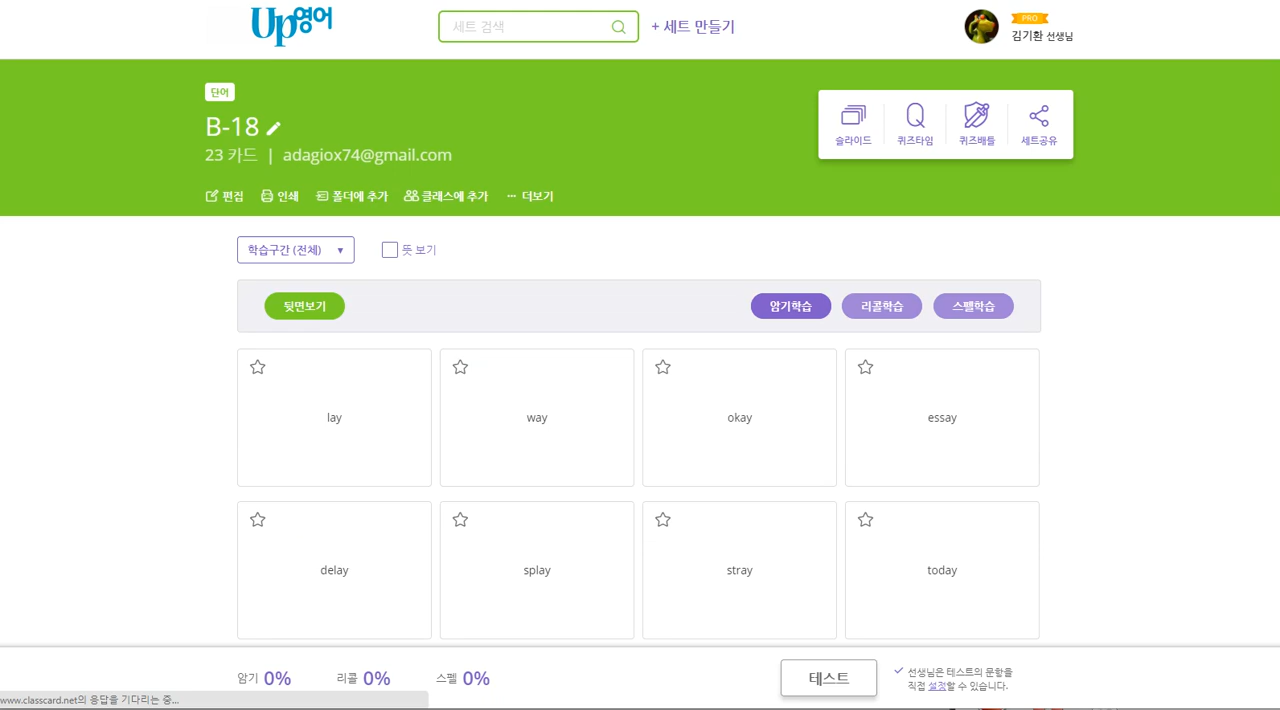 Up영어
세트 검색
+ 세트 만들기
PRO
김기환 선생님
단어
B-18
23 카드 | adagiox74@gmail.com
슬라이드
퀴즈타임
퀴즈배틀
세트공유
편집
인쇄
폴더에 추가
클래스에 추가
··· 더보기
학습구간 (전체) ▼
뜻 보기
뒷면보기
암기학습
리콜학습
스펠학습
lay
way
okay
essay
delay
splay
stray
today
암기 0%
리콜 0%
스펠 0%
테스트
선생님은 테스트의 문항을
직접 설정할 수 있습니다.
www.classcard.net의 응답을 기다리는 중...